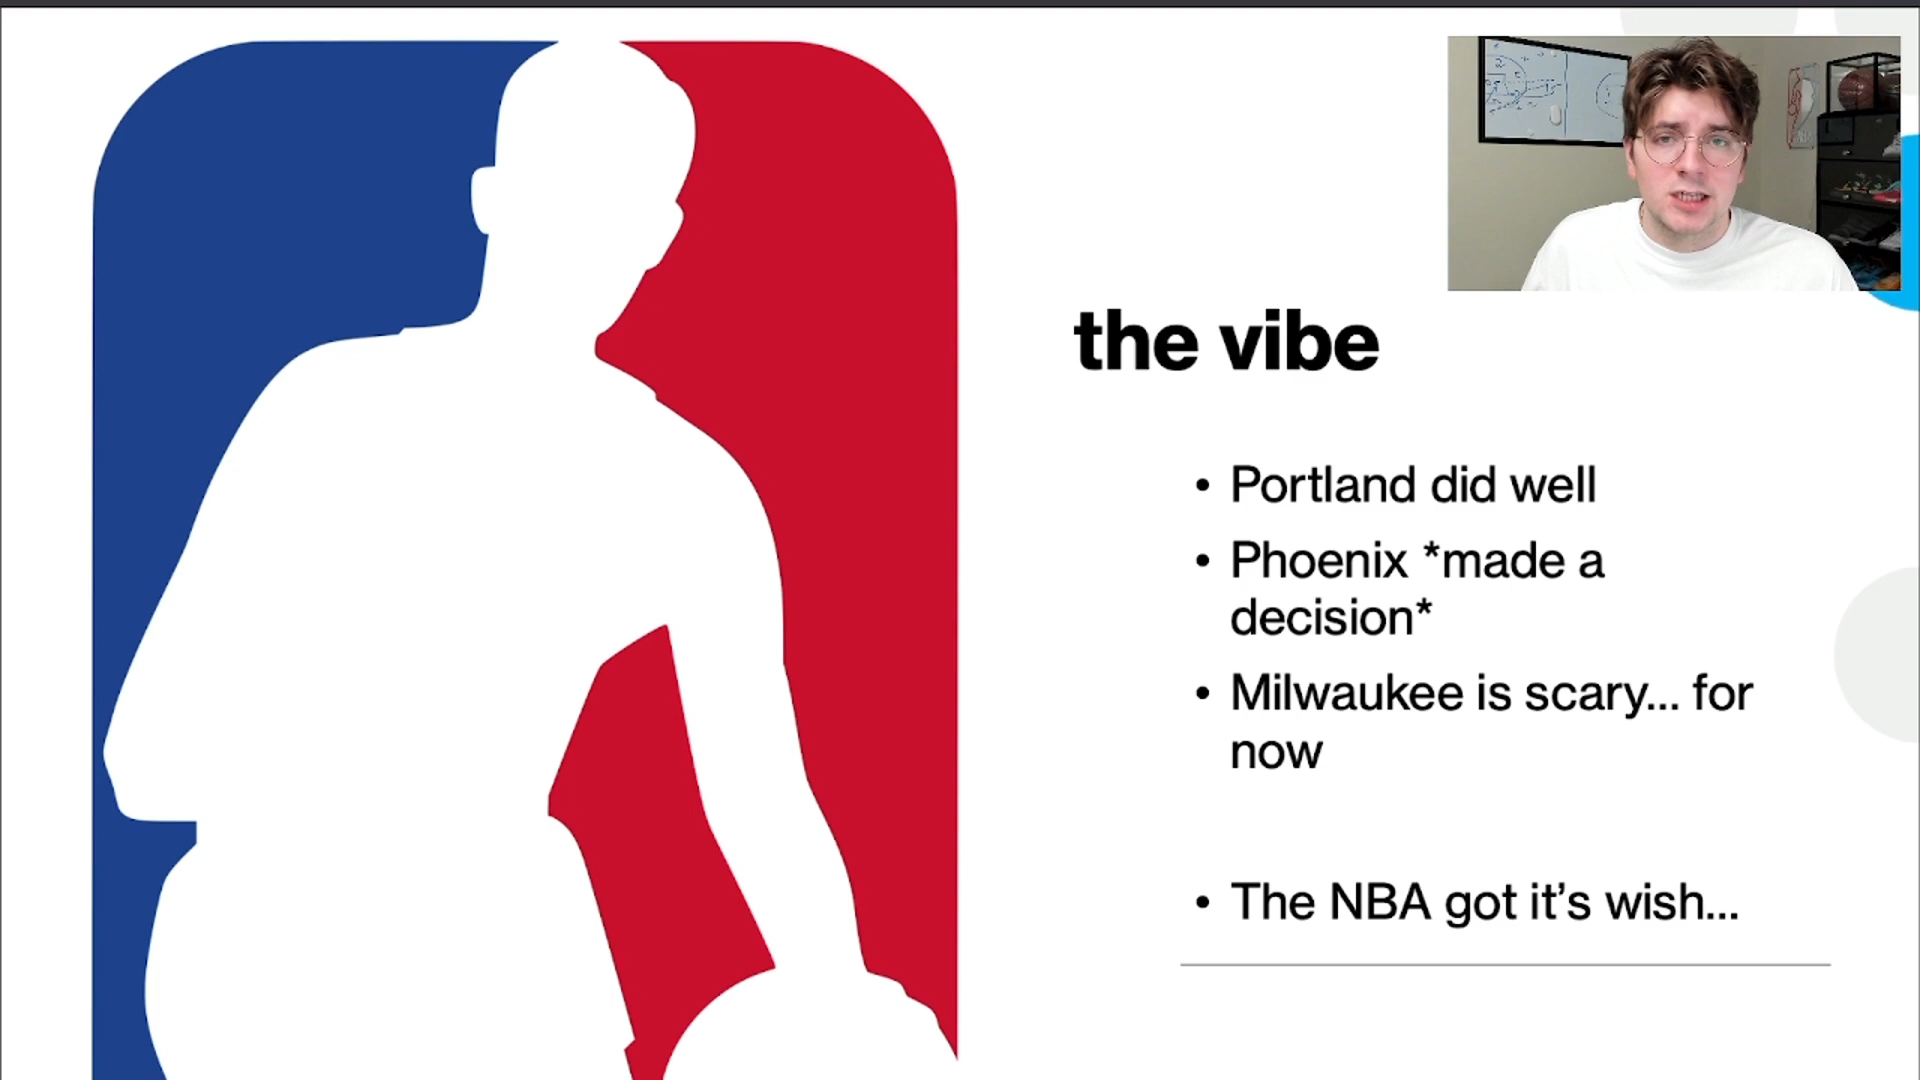 the vibe
• Portland did well
• Phoenix *made a
decision*
• Milwaukee is scary... for
now
• The NBA got it’s wish...